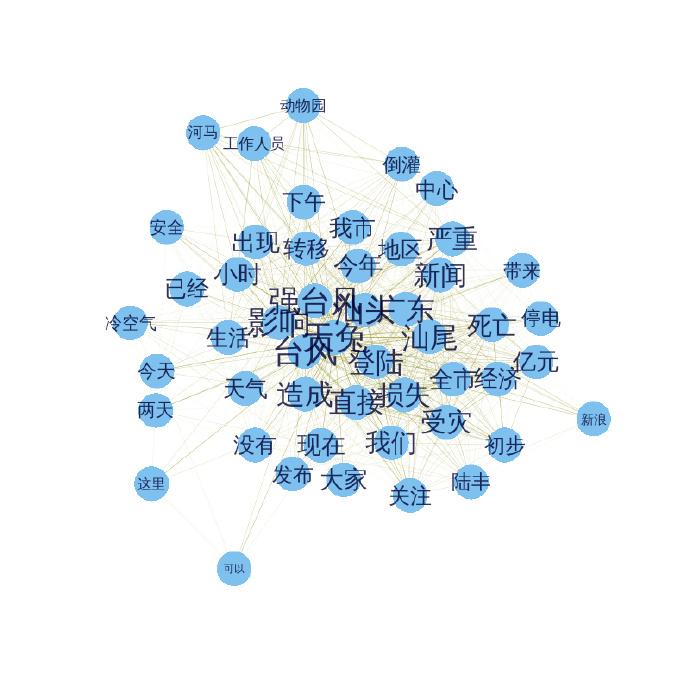 动物园
河马
工作人员
倒灌
中心
下午
安全
我市
出现
转移
地区
严重
今年
小时
新闻
带来
已经
强台风
汕头
广东
冷空气
影响
死亡
停电
生活
天兔
汕尾
台风
登陆
亿元
今天
天气
造成
直接
损失
全市
经济
两天
受灾
新浪
没有
现在
我们
初步
发布
大家
这里
关注
陆丰
可以